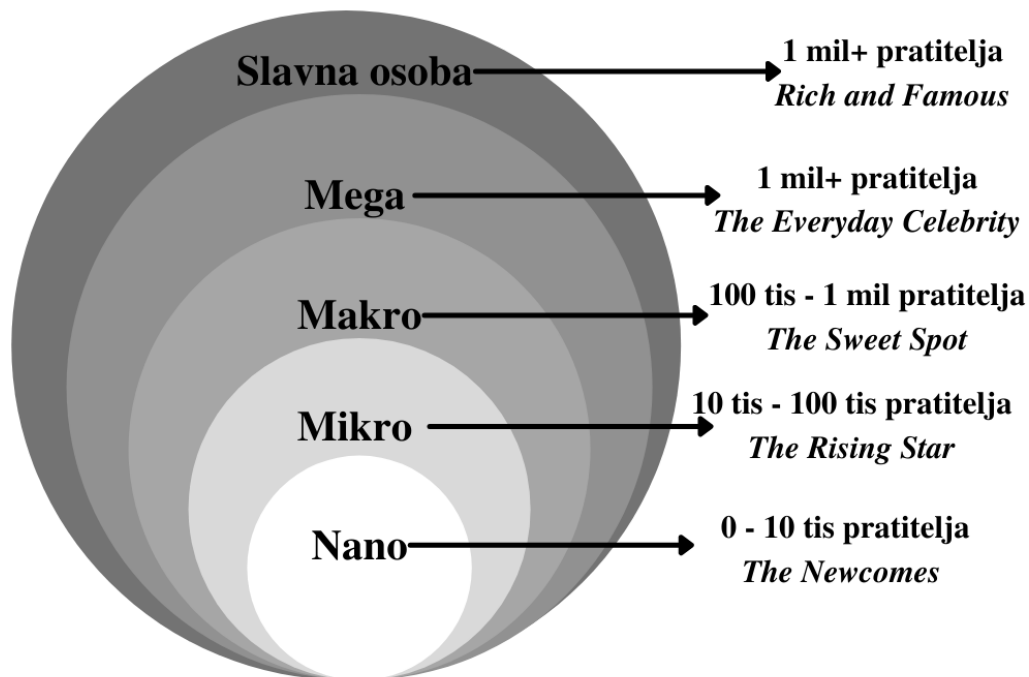 Slavna osoba
1 mil+ pratitelja
Rich and Famous
Mega
1 mil+ pratitelja
The Everyday Celebrity
Makro
100 tis - 1 mil pratitelja
The Sweet Spot
Mikro
10 tis - 100 tis pratitelja
The Rising Star
Nano
0 - 10 tis pratitelja
The Newcomes